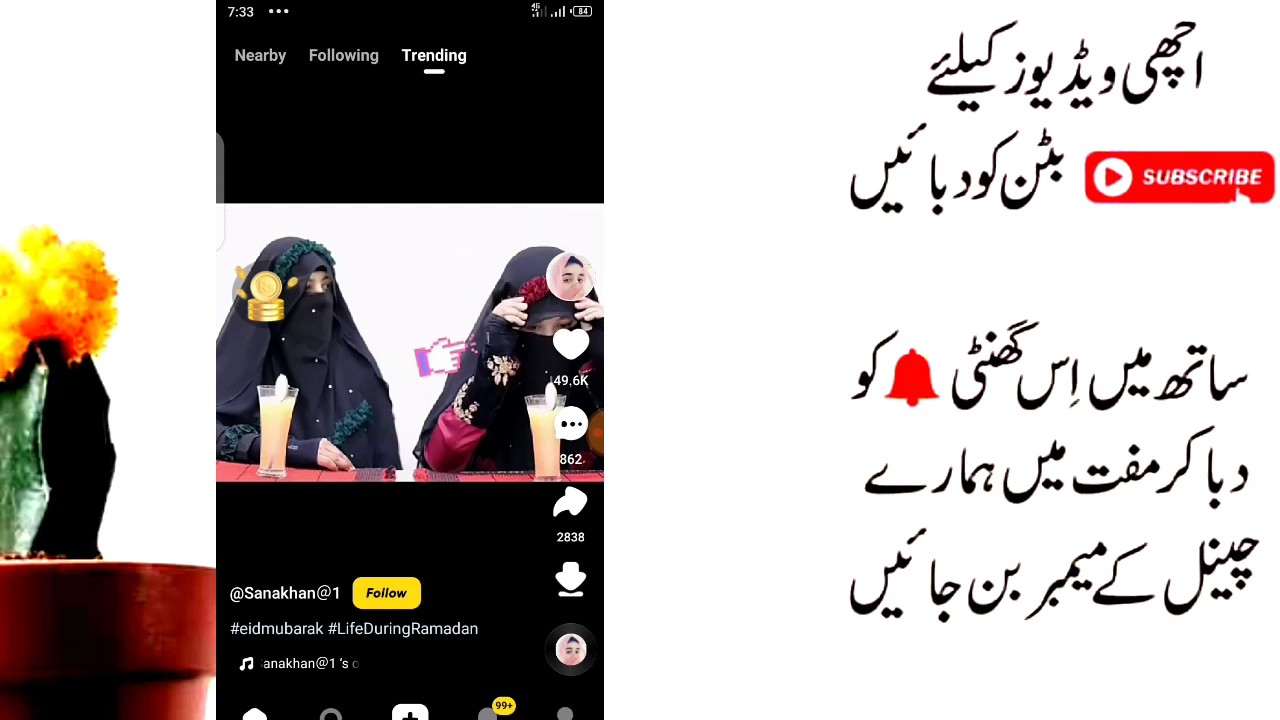 7:33
4G
84
Nearby Following Trending
49.6K
862
2838
@Sanakhan@1 Follow
#eidmubarak #LifeDuringRamadan
anakhan@1 's
99+
اچھی ویڈیوز کیلئے
SUBSCRIBE بٹن کو دبائیں
ساتھ میں اِس گھنٹی کو
دبا کر مفت میں ہمارے
چینل کے میمبر بن جائیں